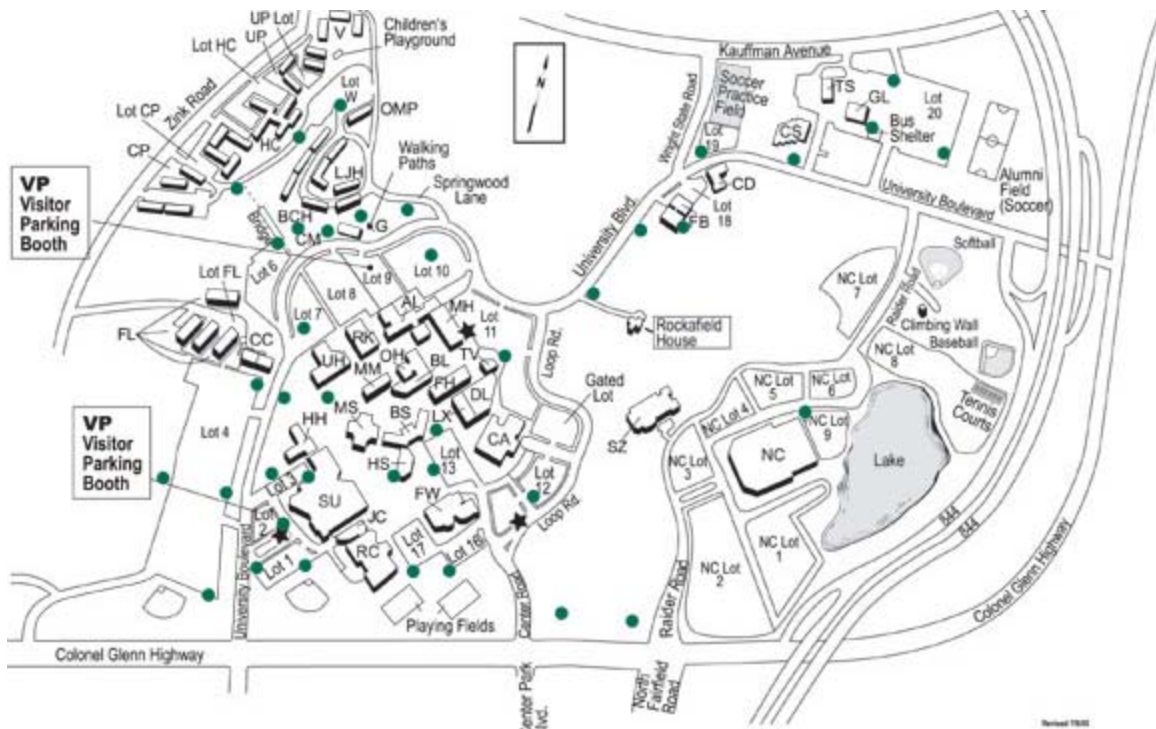 UP Lot
UP
V
Children's
Playground
Lot HC
Lot
W
OMP
Lot CP
Zink Road
HC
CP
Walking
Paths
LJH
Springwood
Lane
VP
Visitor
Parking
Booth
BCH
CM
Bridge
Lot 6
Lot 9
Lot 10
Lot FL
Lot 8
Lot 7
FL
CC
N
Kauffman Avenue
Soccer
Practice
Field
Wright State Road
Lot
19
TS
GL
Lot
20
CS
Bus
Shelter
Alumni
Field
(Soccer)
CD
Lot
18
FB
University Boulevard
University Blvd.
Softball
NC Lot
7
Raider Road
Climbing Wall
Baseball
NC Lot
8
Tennis
Courts
Rockafield
House
AL
MH
Lot
11
RK
UH
OH
BL
TV
MM
FH
DL
Loop Rd.
Gated
Lot
MS
BS
LX
HH
CA
HS
Lot
13
Lot
12
Loop Rd.
SZ
NC Lot
5
NC Lot
6
NC Lot 4
NC Lot
9
NC
NC Lot
3
Lake
VP
Visitor
Parking
Booth
Lot 4
Lot
2
SU
FW
JC
RC
Lot
17
Lot 16
Lot 1
University Boulevard
Playing Fields
Center Road
Raider Road
NC Lot
2
NC Lot
1
844
844
Colonel Glenn Highway
Colonel Glenn Highway
Blvd.
North
Fairfield
Road